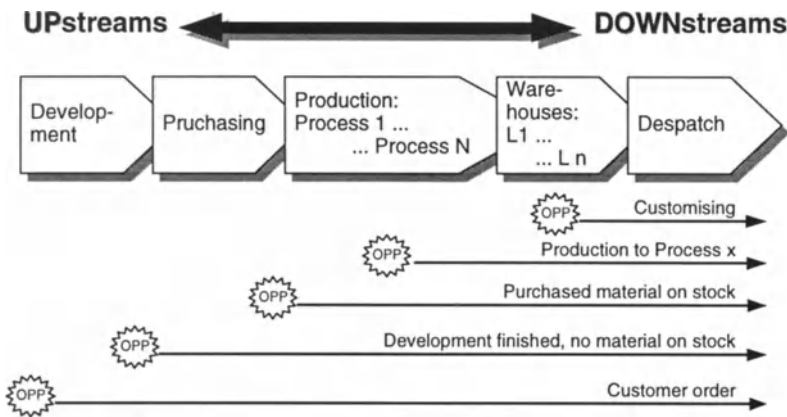 UPstreams
DOWNstreams
Develop-
ment
Pruchasing
Production:
Process 1 ...
... Process N
Ware-
houses:
L1 ...
... L n
Despatch
OPP
Customising
OPP
Production to Process x
OPP
Purchased material on stock
OPP
Development finished, no material on stock
OPP
Customer order